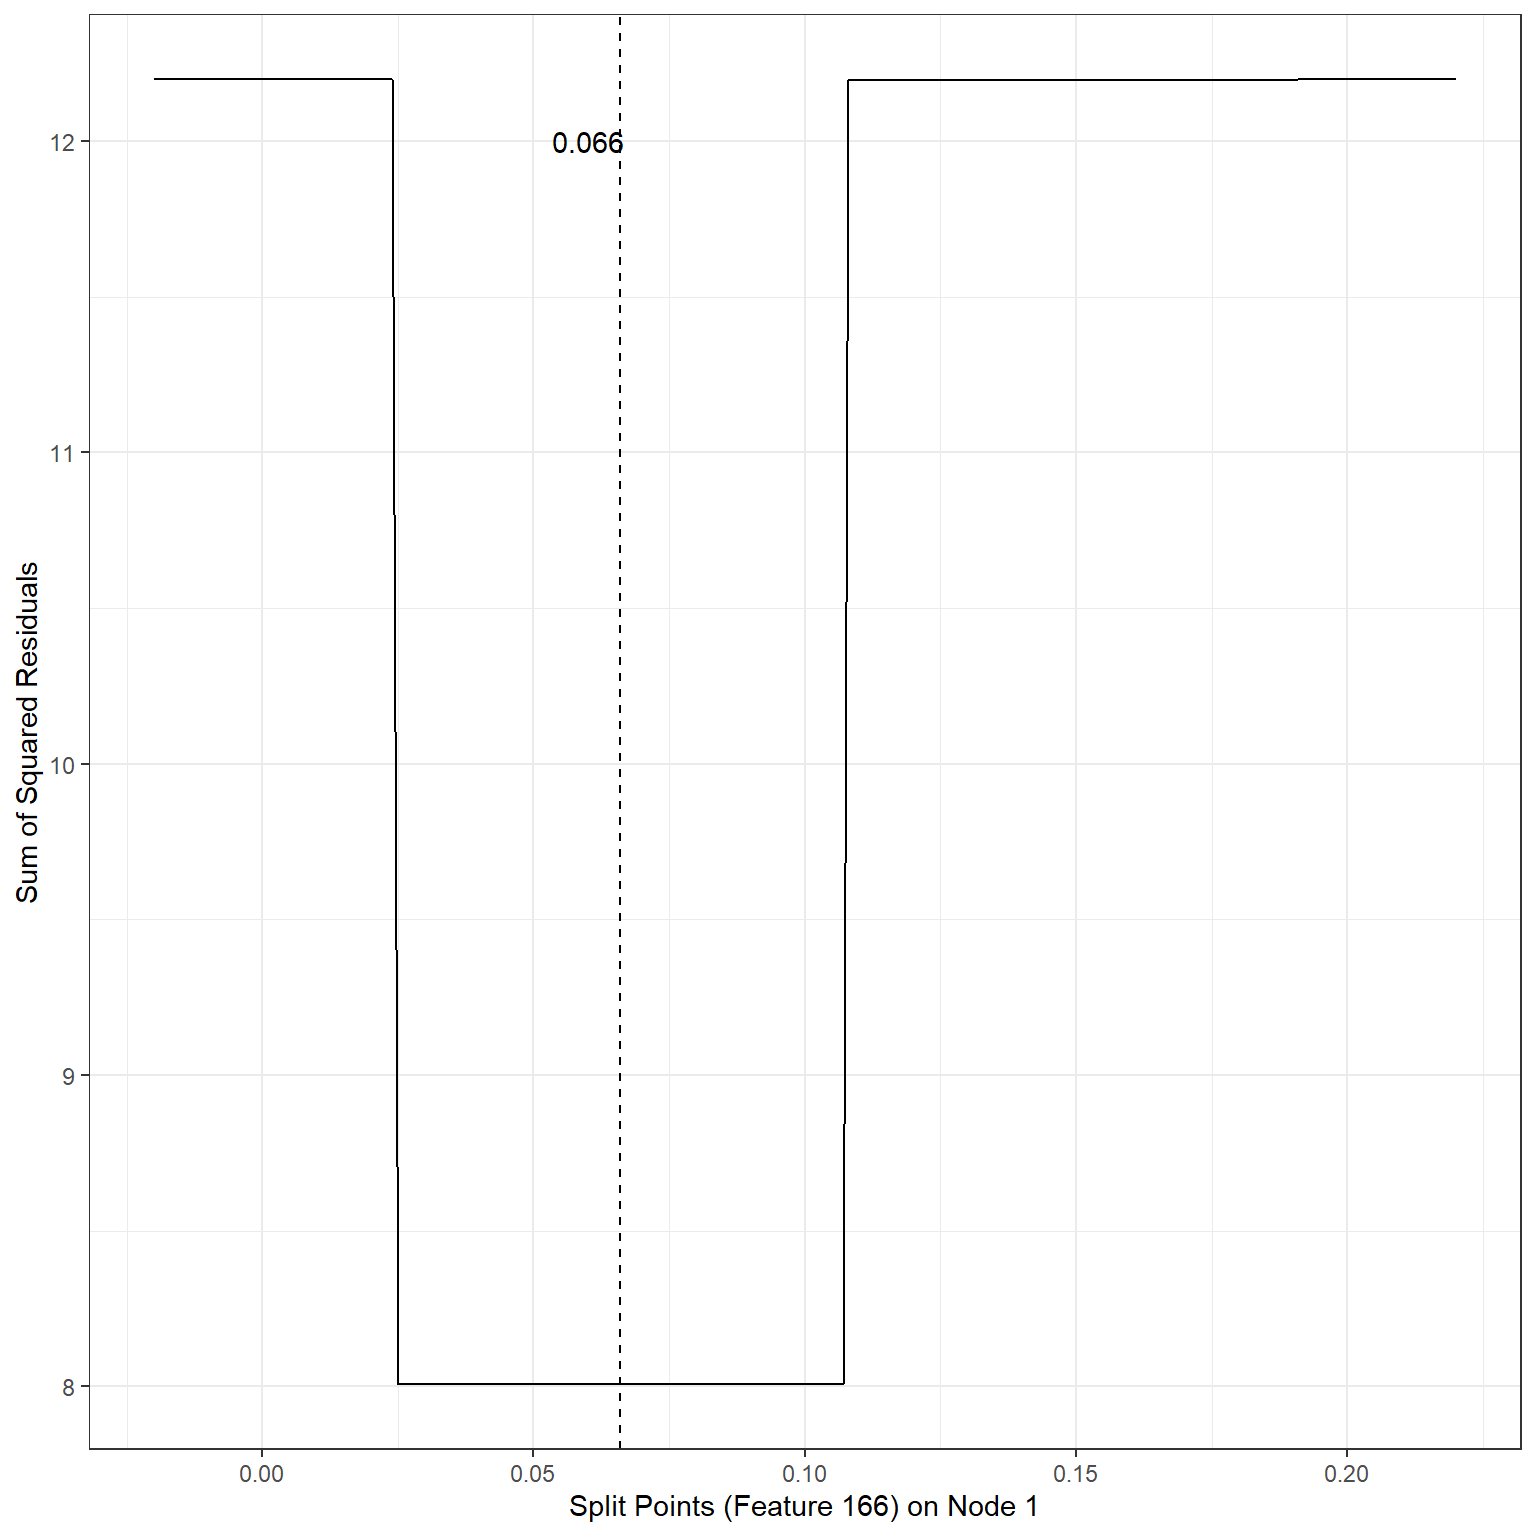 12
0.066
11
10
9
8
Sum of Squared Residuals
0.00 0.05 0.10 0.15 0.20
Split Points (Feature 166) on Node 1